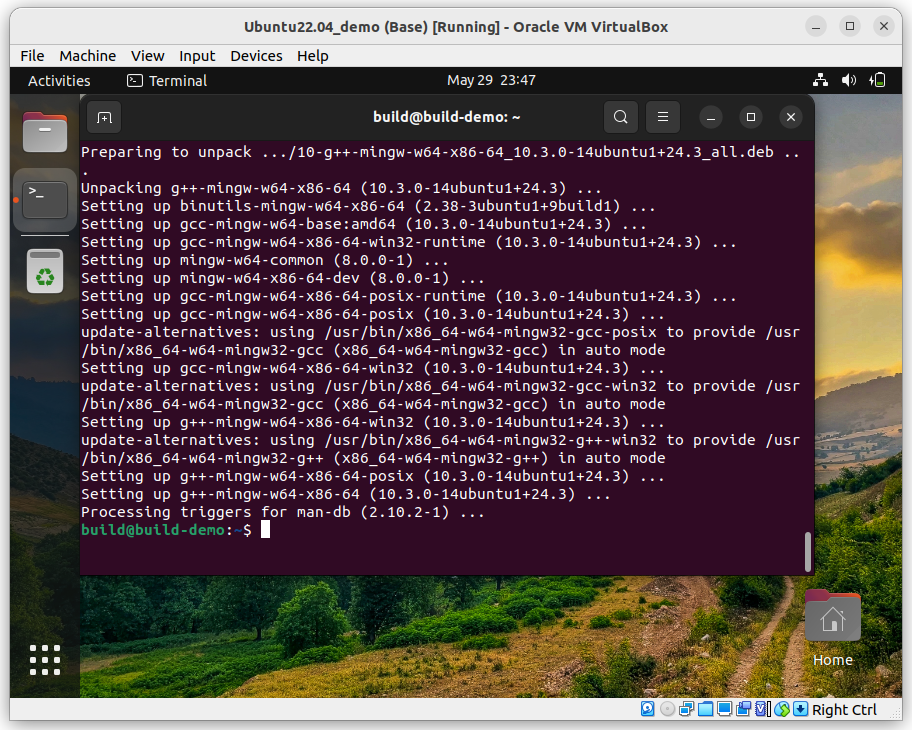 Ubuntu22.04_demo (Base) [Running] - Oracle VM VirtualBox
File Machine View Input Devices Help
Activities Terminal May 29 23:47
build@build-demo: ~
Preparing to unpack .../10-g++-mingw-w64-x86-64_10.3.0-14ubuntu1+24.3_all.deb ..
.
Unpacking g++-mingw-w64-x86-64 (10.3.0-14ubuntu1+24.3) ...
Setting up binutils-mingw-w64-x86-64 (2.38-3ubuntu1+9build1) ...
Setting up gcc-mingw-w64-base:amd64 (10.3.0-14ubuntu1+24.3) ...
Setting up gcc-mingw-w64-x86-64-win32-runtime (10.3.0-14ubuntu1+24.3) ...
Setting up mingw-w64-common (8.0.0-1) ...
Setting up mingw-w64-x86-64-dev (8.0.0-1) ...
Setting up gcc-mingw-w64-x86-64-posix-runtime (10.3.0-14ubuntu1+24.3) ...
Setting up gcc-mingw-w64-x86-64-posix (10.3.0-14ubuntu1+24.3) ...
update-alternatives: using /usr/bin/x86_64-w64-mingw32-gcc-posix to provide /usr
/bin/x86_64-w64-mingw32-gcc (x86_64-w64-mingw32-gcc) in auto mode
Setting up gcc-mingw-w64-x86-64-win32 (10.3.0-14ubuntu1+24.3) ...
update-alternatives: using /usr/bin/x86_64-w64-mingw32-gcc-win32 to provide /usr
/bin/x86_64-w64-mingw32-gcc (x86_64-w64-mingw32-gcc) in auto mode
Setting up g++-mingw-w64-x86-64-win32 (10.3.0-14ubuntu1+24.3) ...
update-alternatives: using /usr/bin/x86_64-w64-mingw32-g++-win32 to provide /usr
/bin/x86_64-w64-mingw32-g++ (x86_64-w64-mingw32-g++) in auto mode
Setting up g++-mingw-w64-x86-64-posix (10.3.0-14ubuntu1+24.3) ...
Setting up g++-mingw-w64-x86-64 (10.3.0-14ubuntu1+24.3) ...
Processing triggers for man-db (2.10.2-1) ...
build@build-demo:~$
Home
Right Ctrl